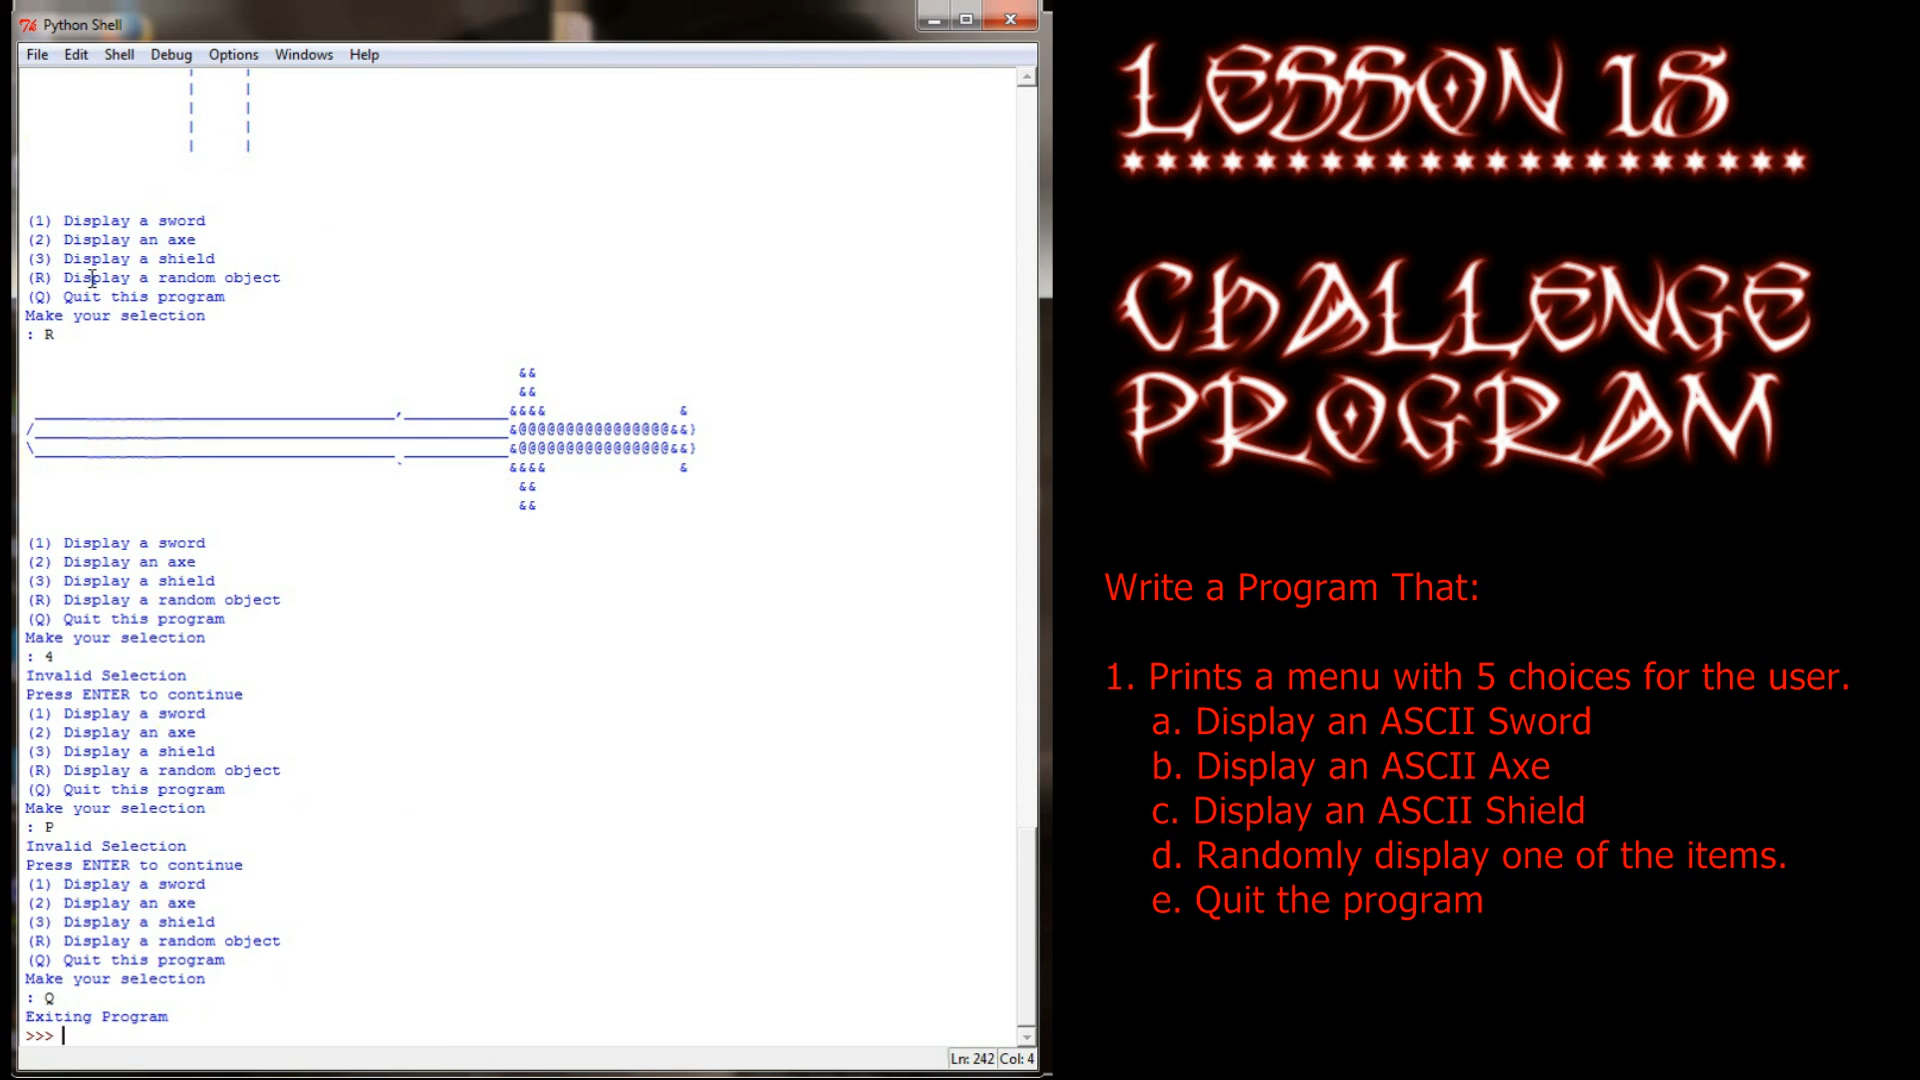 Python Shell
File Edit Shell Debug Options Windows Help
| |
| |
| |
| |
| |
(1) Display a sword
(2) Display an axe
(3) Display a shield
(R) Display a random object
(Q) Quit this program
Make your selection
: R
&&
&&
______________________________________,___________&&&& &
/__________________________________________________&@@@@@@@@@@@@@@@@&&}
\______________________________________ ___________&@@@@@@@@@@@@@@@@&&}
` &&&& &
&&
&&
(1) Display a sword
(2) Display an axe
(3) Display a shield
(R) Display a random object
(Q) Quit this program
Make your selection
: 4
Invalid Selection
Press ENTER to continue
(1) Display a sword
(2) Display an axe
(3) Display a shield
(R) Display a random object
(Q) Quit this program
Make your selection
: P
Invalid Selection
Press ENTER to continue
(1) Display a sword
(2) Display an axe
(3) Display a shield
(R) Display a random object
(Q) Quit this program
Make your selection
: Q
Exiting Program
>>>
Ln: 242 Col: 4
LESSON 18
*******************
CHALLENGE
PROGRAM
Write a Program That:
1. Prints a menu with 5 choices for the user.
a. Display an ASCII Sword
b. Display an ASCII Axe
c. Display an ASCII Shield
d. Randomly display one of the items.
e. Quit the program